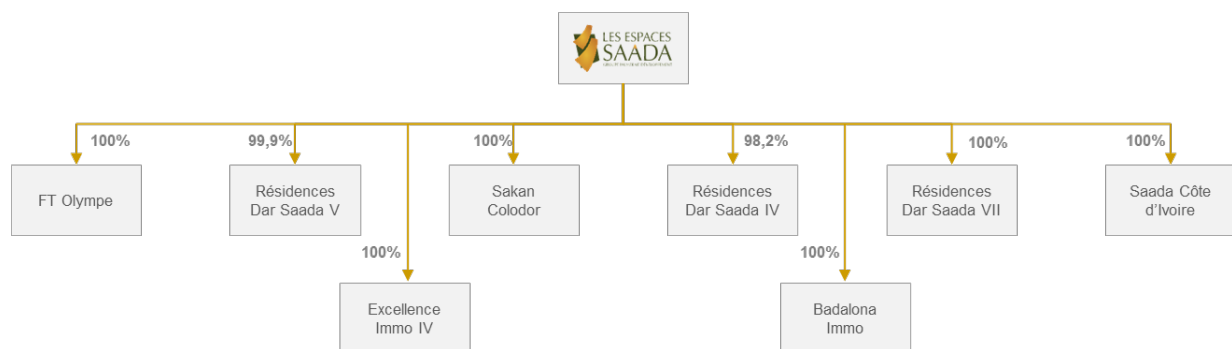 LES ESPACES
SAÂDA
100%
99,9%
100%
98,2%
100%
100%
FT Olympe
Résidences
Dar Saada V
Sakan
Colodor
Résidences
Dar Saada IV
Résidences
Dar Saada VII
Saada Côte
d'Ivoire
100%
100%
Excellence
Immo IV
Badalona
Immo